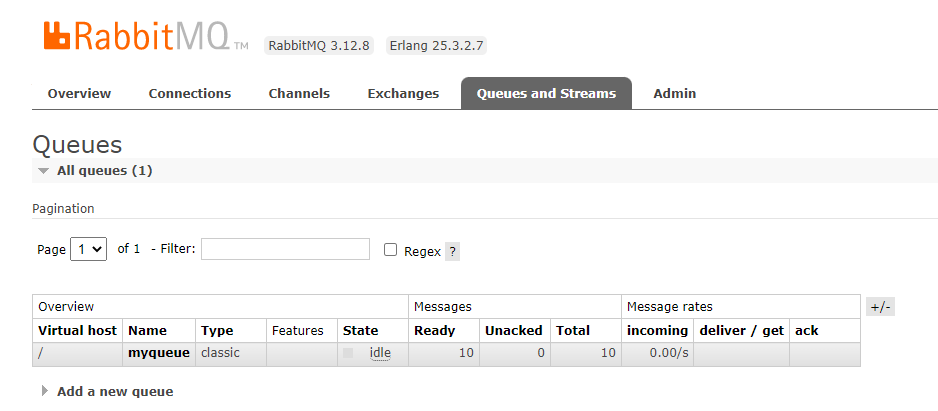 RabbitMQ TM RabbitMQ 3.12.8 Erlang 25.3.2.7
Overview Connections Channels Exchanges Queues and Streams Admin
Queues
All queues (1)
Pagination
Page 1 of 1 - Filter: Regex ?
Overview Messages Message rates +/-
Virtual host Name Type Features State Ready Unacked Total incoming deliver / get ack
/ myqueue classic idle 10 0 10 0.00/s
Add a new queue